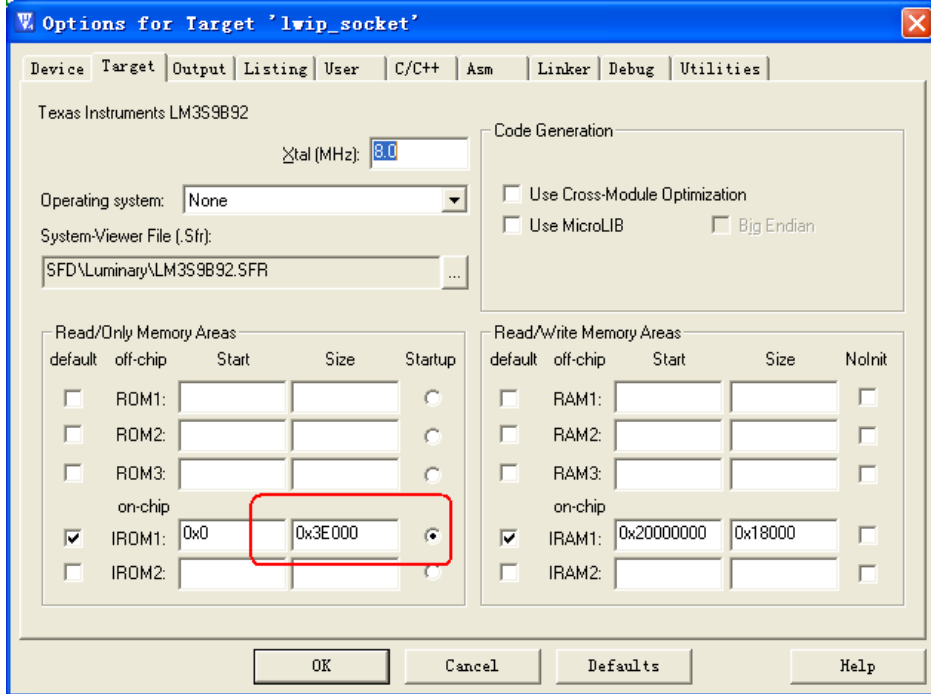 Options for Target 'lwip_socket'
Device Target Output Listing User C/C++ Asm Linker Debug Utilities
Texas Instruments LM3S9B92
Xtal (MHz): 8.0
Operating system: None
System-Viewer File (.Sfr):
SFD\Luminary\LM3S9B92.SFR ...
Code Generation
Use Cross-Module Optimization
Use MicroLIB Big Endian
Read/Only Memory Areas
default off-chip Start Size Startup
ROM1:
ROM2:
ROM3:
on-chip
IROM1: 0x0 0x3E000
IROM2:
Read/Write Memory Areas
default off-chip Start Size NoInit
RAM1:
RAM2:
RAM3:
on-chip
IRAM1: 0x20000000 0x18000
IRAM2:
OK Cancel Defaults Help